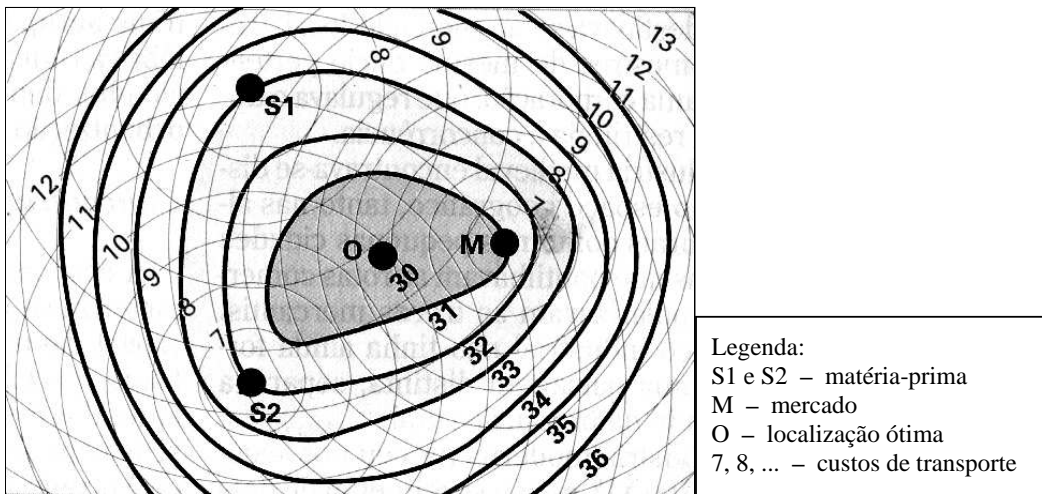 9
13
8
12
11
S1
10
9
8
12
7
11
10
O
M
9
30
8
31
7
32
33
S2
34
35
36
Legenda:
S1 e S2 – matéria-prima
M – mercado
O – localização ótima
7, 8, ... – custos de transporte